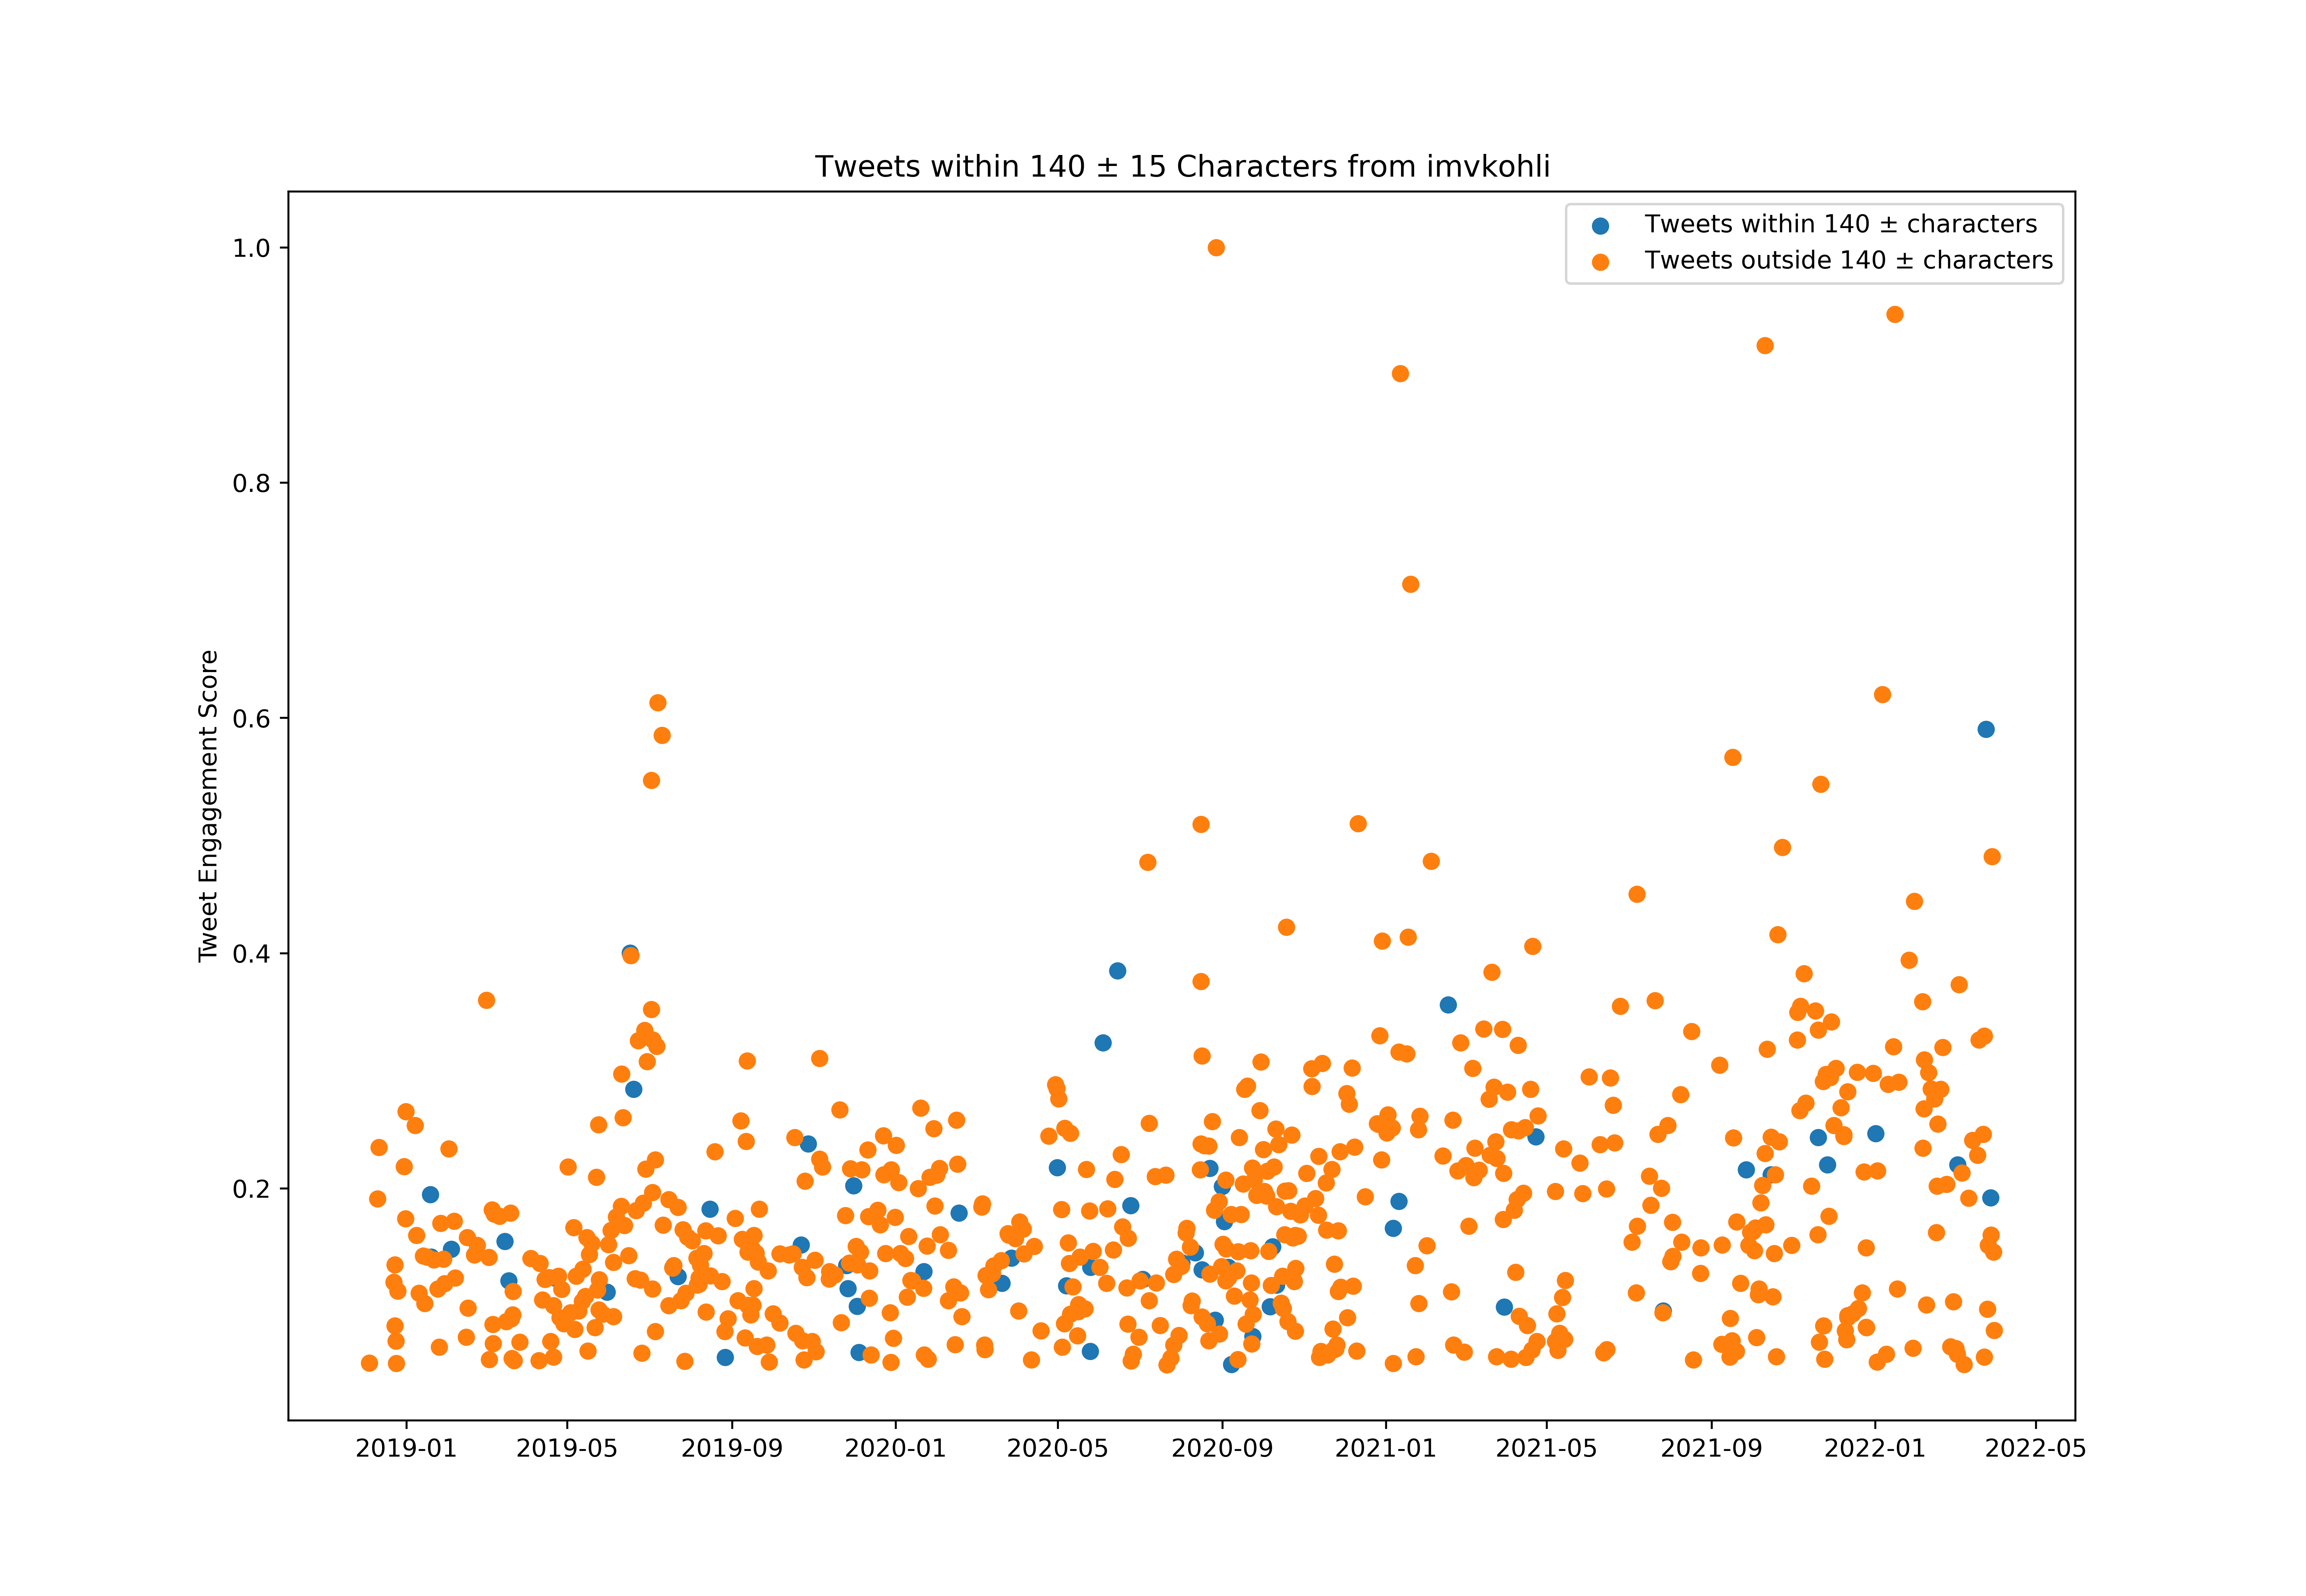 Tweets within 140 ± 15 Characters from imvkohli
Tweets within 140 ± characters
Tweets outside 140 ± characters
Tweet Engagement Score
1.0
0.8
0.6
0.4
0.2
2019-01 2019-05 2019-09 2020-01 2020-05 2020-09 2021-01 2021-05 2021-09 2022-01 2022-05